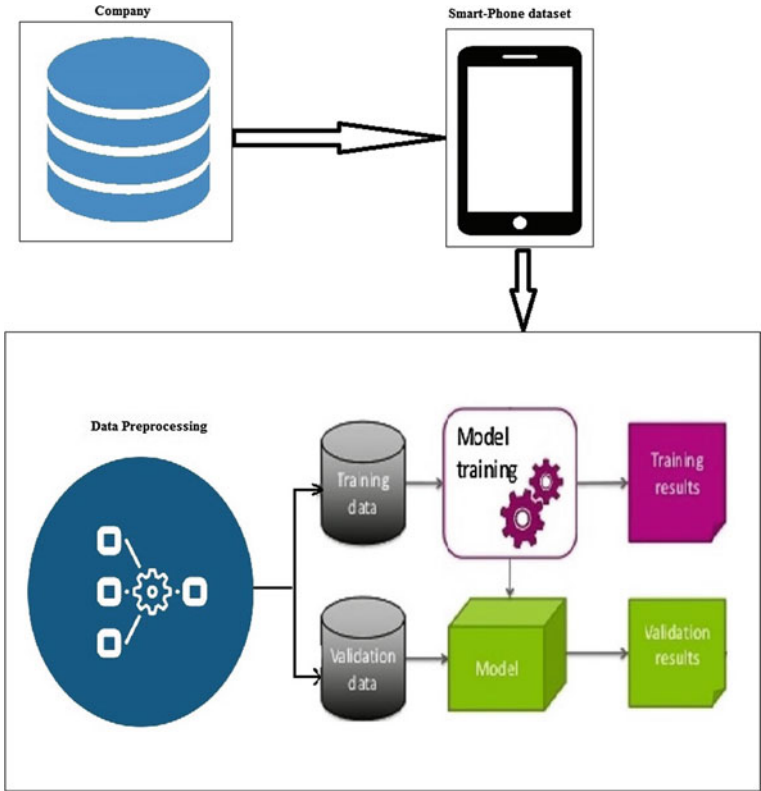 Company
Smart-Phone dataset
Data Preprocessing
Training
data
Model
training
Training
results
Validation
data
Model
Validation
results